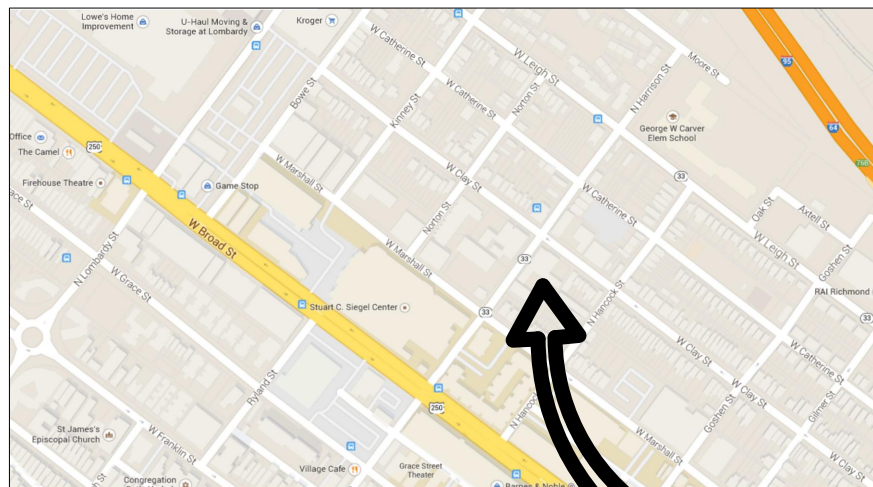 Lowe's Home
Improvement
U-Haul Moving &
Storage at Lombardy
Kroger
W Catherine St
W Leigh St
Moore St
95
Bowe St
Kinney St
W Catherine St
Norton St
N Harrison St
George W Carver
Elem School
64
76B
Office
The Camel
250
Firehouse Theatre
Game Stop
W Marshall St
W Clay St
W Catherine St
33
Oak St
Axtell St
W Broad St
Norton St
W Marshall St
33
W Leigh St
Goshen St
N Lombardy St
W Grace St
Stuart C. Siegel Center
33
N Hancock St
RAI Richmond
33
Ryland St
W Clay St
W Catherine St
250
W Clay St
Goshen St
Gilmer St
St James's
Episcopal Church
W Franklin St
N Hancock
W Marshall St
W Clay St
Village Cafe
Grace Street
Theater
Congregation
Barnes & Noble @